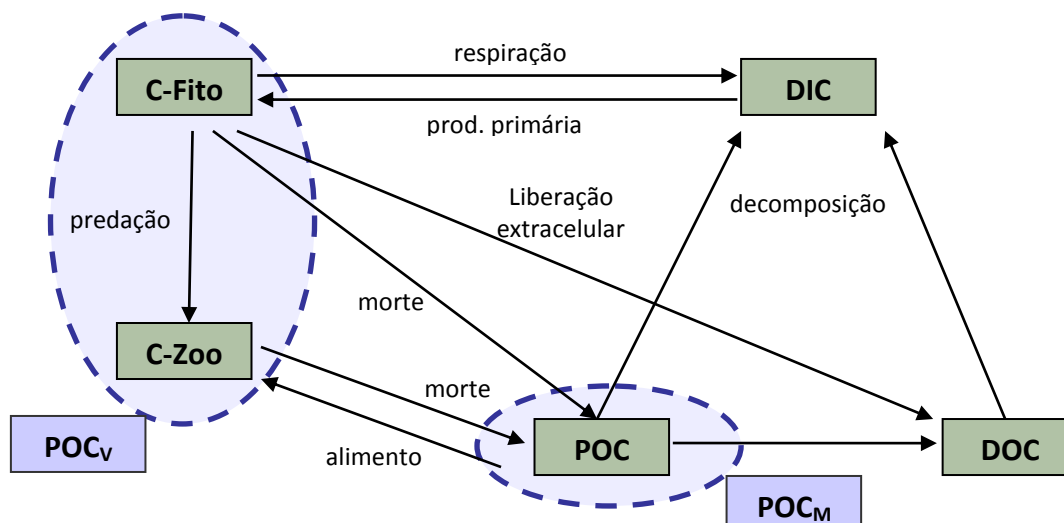 respiração
C-Fito
DIC
prod. primária
Liberação
extracelular
decomposição
predação
morte
C-Zoo
morte
POCV
alimento
POC
DOC
POCM